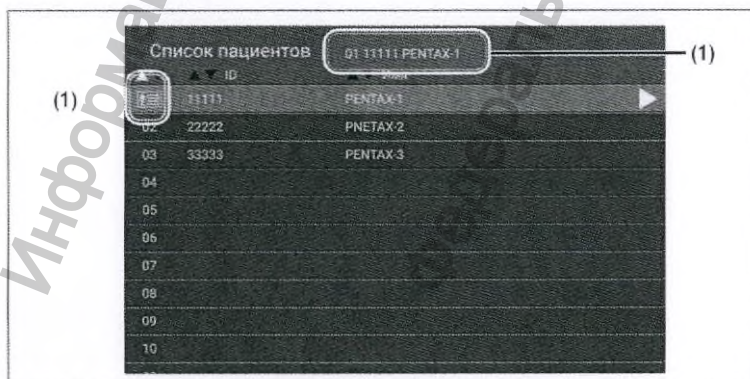 Список пациентов 01 11111 PENTAX-1 (1)
▲ ▼ ID ▲ ▼ Имя
(1) 11111 PENTAX-1
02 22222 PNETAX-2
03 33333 PENTAX-3
04
05
06
07
08
09
10